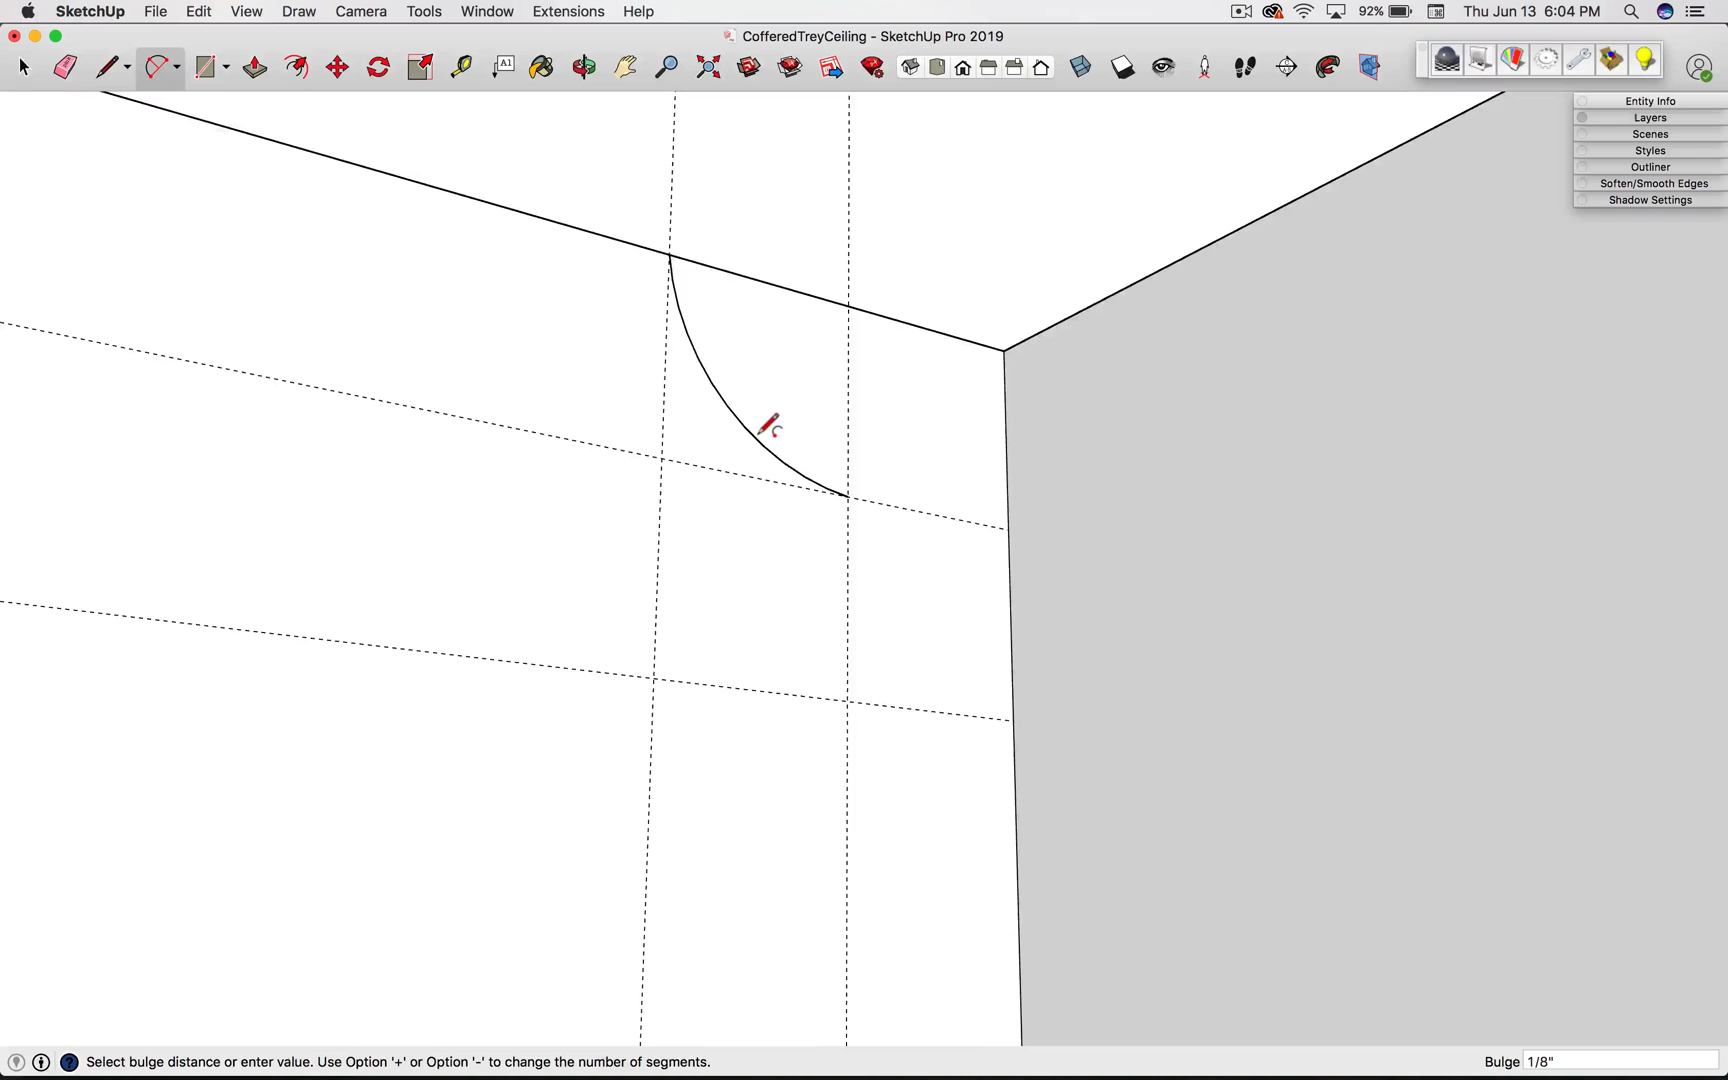 SketchUp File Edit View Draw Camera Tools Window Extensions Help 92% Thu Jun 13 6:04 PM
CofferedTreyCeiling - SketchUp Pro 2019
A1
Entity Info
Layers
Scenes
Styles
Outliner
Soften/Smooth Edges
Shadow Settings
Select bulge distance or enter value. Use Option '+' or Option '-' to change the number of segments. Bulge 1/8"